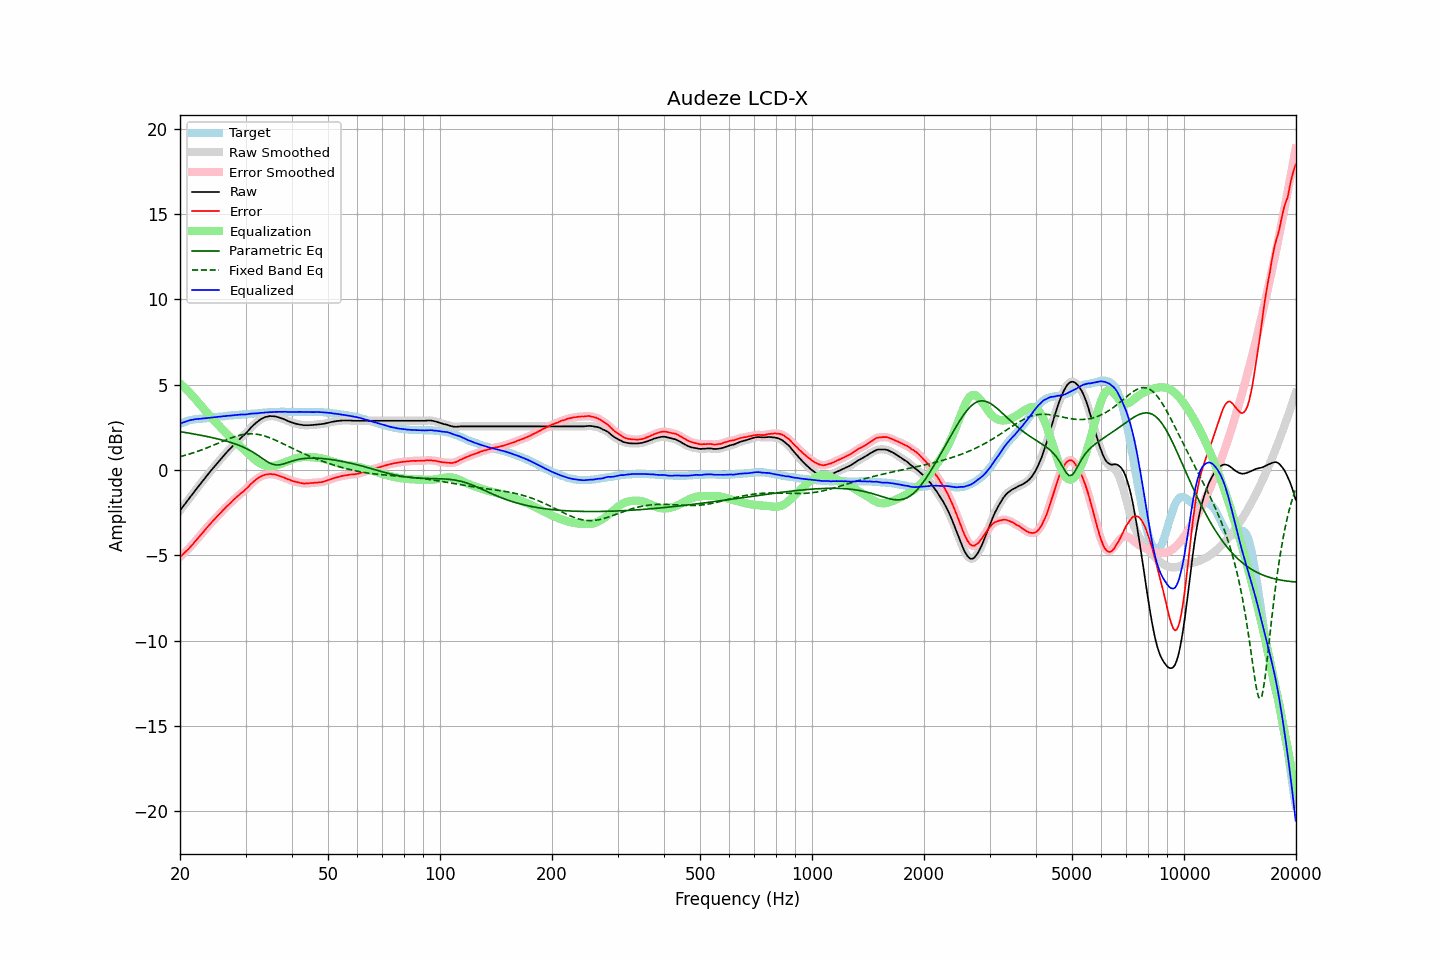 Audeze LCD-X
Target
Raw Smoothed
Error Smoothed
Raw
Error
Equalization
Parametric Eq
Fixed Band Eq
Equalized
Amplitude (dBr)
20
15
10
5
0
−5
−10
−15
−20
20 50 100 200 500 1000 2000 5000 10000 20000
Frequency (Hz)